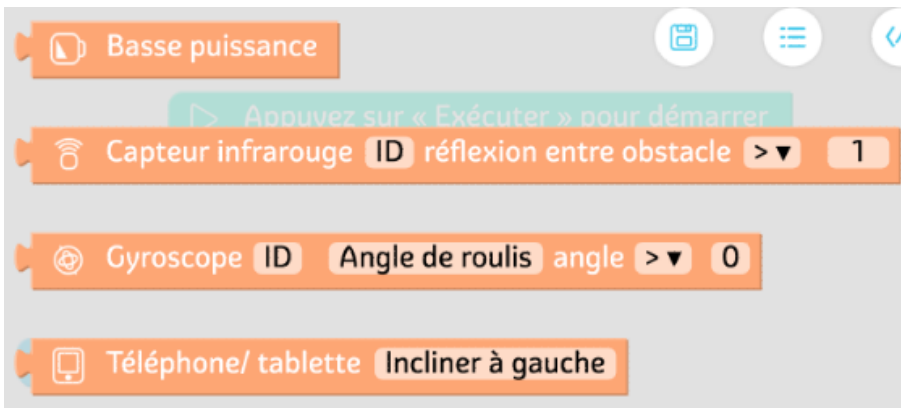 Basse puissance
Appuyez sur « Exécuter » pour démarrer
Capteur infrarouge ID réflexion entre obstacle > ▼ 1
Gyroscope ID Angle de roulis angle > ▼ 0
Téléphone/ tablette Incliner à gauche